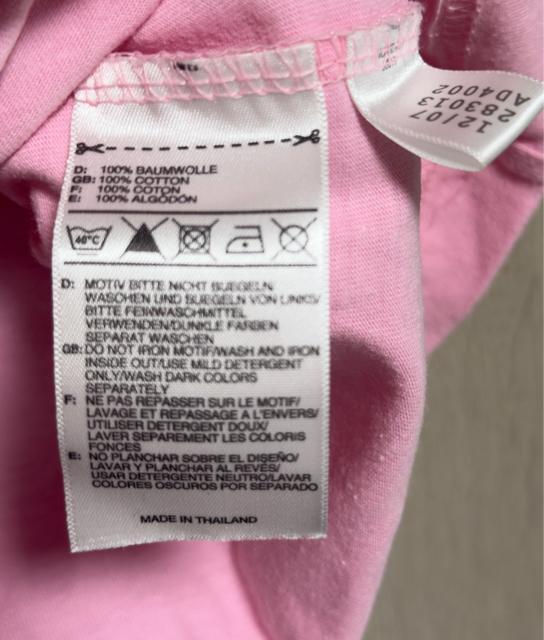 D: 100% BAUMWOLLE
GB: 100% COTTON
F: 100% COTON
E: 100% ALGODÓN
40°C
D: MOTIV BITTE NICHT BUEGELN
WASCHEN UND BUEGELN VON LINKS/
BITTE FEINWASCHMITTEL
VERWENDEN/DUNKLE FARBEN
SEPARAT WASCHEN
GB: DO NOT IRON MOTIF/WASH AND IRON
INSIDE OUT/USE MILD DETERGENT
ONLY/WASH DARK COLORS
SEPARATELY
F: NE PAS REPASSER SUR LE MOTIF/
LAVAGE ET REPASSAGE A L'ENVERS/
UTILISER DETERGENT DOUX/
LAVER SEPAREMENT LES COLORIS
FONCES
E: NO PLANCHAR SOBRE EL DISEÑO/
LAVAR Y PLANCHAR AL REVÉS/
USAR DETERGENTE NEUTRO/LAVAR
COLORES OSCUROS POR SEPARADO
MADE IN THAILAND
12/07
283013
AD4002